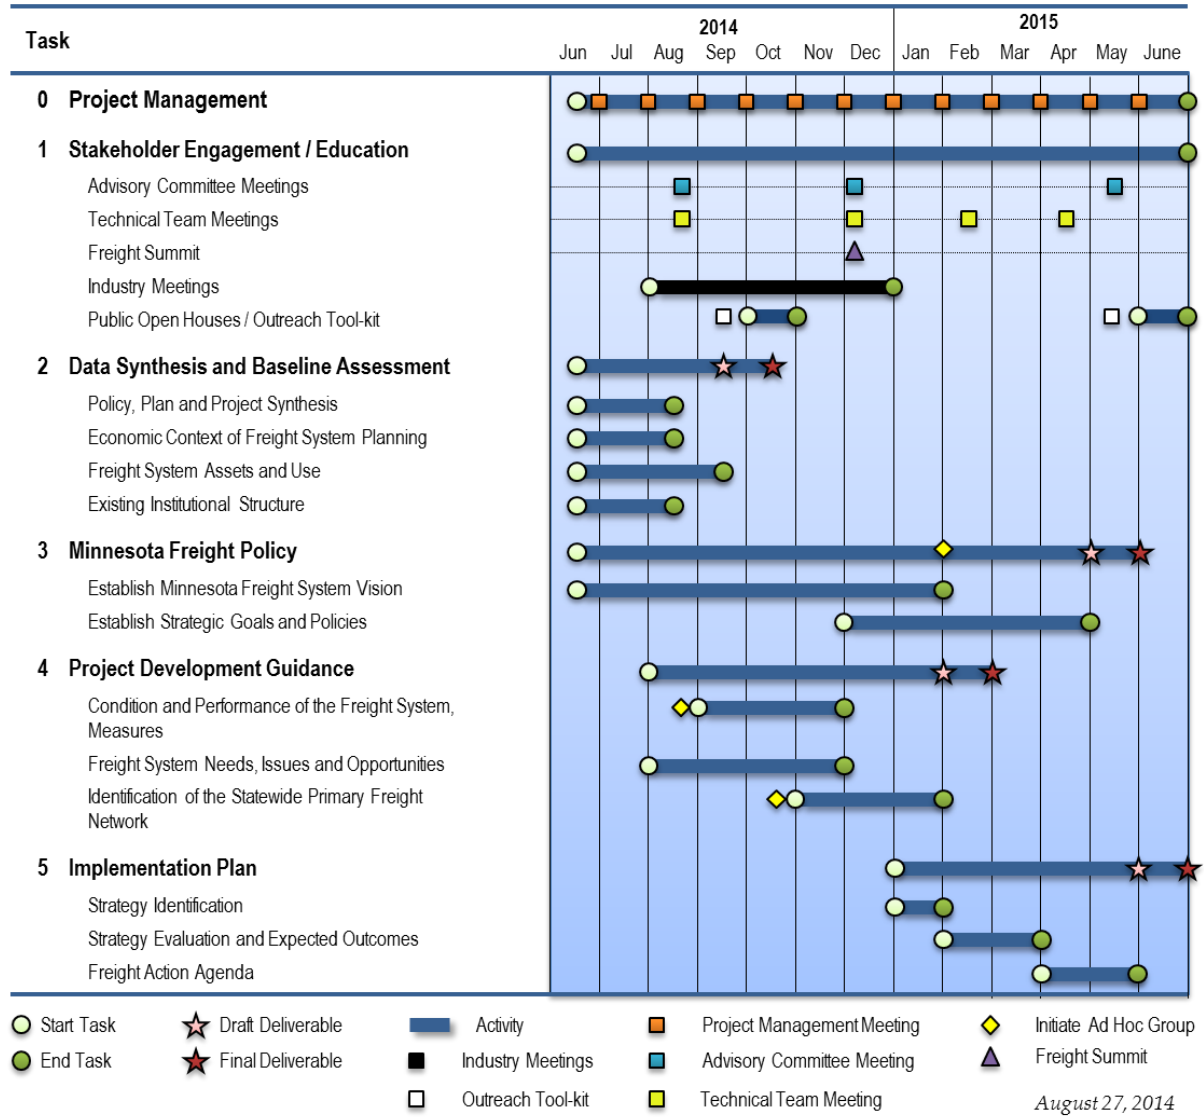 Task
2014
2015
Jun Jul Aug Sep Oct Nov Dec Jan Feb Mar Apr May June
0 Project Management
1 Stakeholder Engagement / Education
Advisory Committee Meetings
Technical Team Meetings
Freight Summit
Industry Meetings
Public Open Houses / Outreach Tool-kit
2 Data Synthesis and Baseline Assessment
Policy, Plan and Project Synthesis
Economic Context of Freight System Planning
Freight System Assets and Use
Existing Institutional Structure
3 Minnesota Freight Policy
Establish Minnesota Freight System Vision
Establish Strategic Goals and Policies
4 Project Development Guidance
Condition and Performance of the Freight System,
Measures
Freight System Needs, Issues and Opportunities
Identification of the Statewide Primary Freight
Network
5 Implementation Plan
Strategy Identification
Strategy Evaluation and Expected Outcomes
Freight Action Agenda
Start Task Draft Deliverable Activity Project Management Meeting Initiate Ad Hoc Group
End Task Final Deliverable Industry Meetings Advisory Committee Meeting Freight Summit
Outreach Tool-kit Technical Team Meeting August 27, 2014